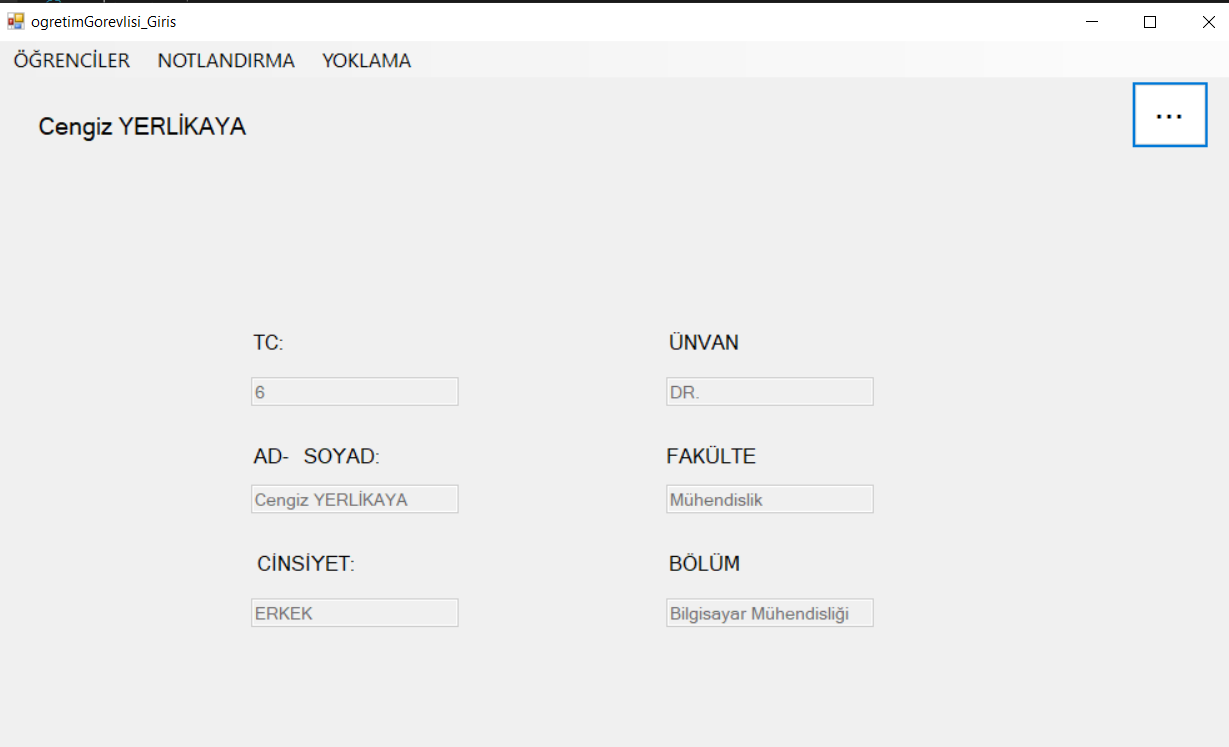 ogretimGorevlisi_Giris
ÖĞRENCİLER NOTLANDIRMA YOKLAMA
...
Cengiz YERLİKAYA
TC: ÜNVAN
6 DR.
AD- SOYAD: FAKÜLTE
Cengiz YERLİKAYA Mühendislik
CİNSİYET: BÖLÜM
ERKEK Bilgisayar Mühendisliği